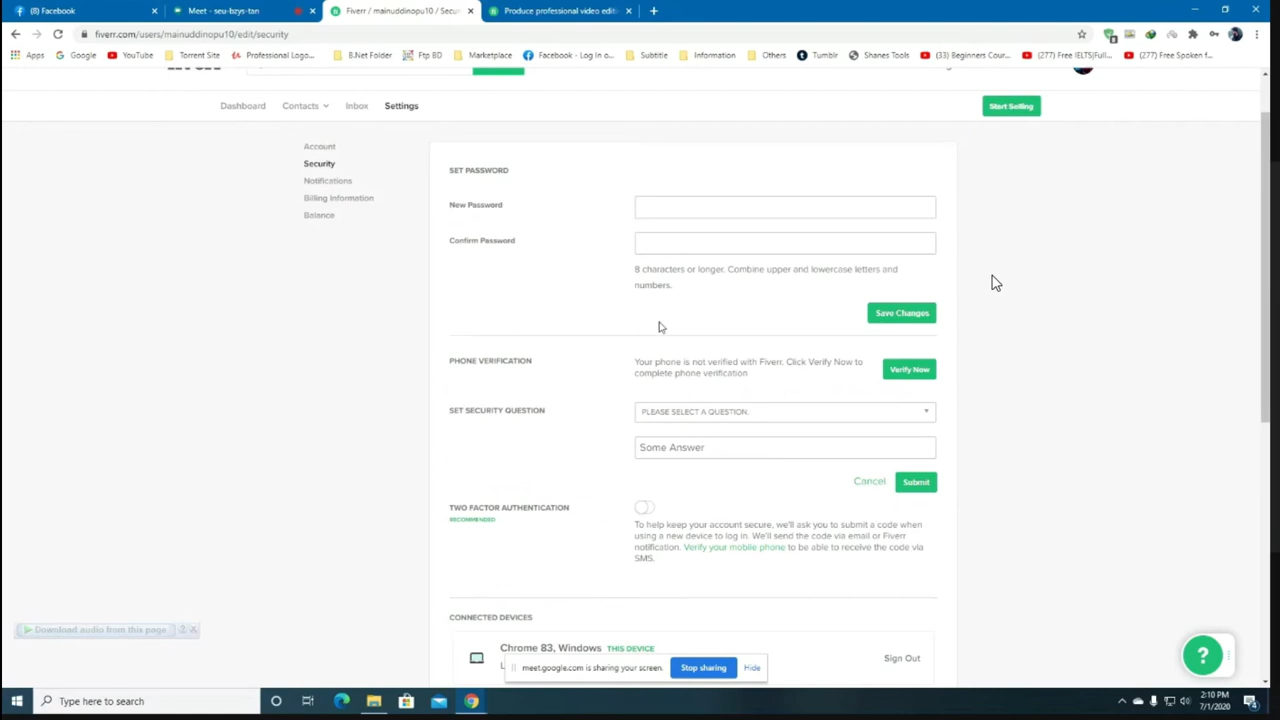 (8) Facebook
Meet - seu-bzys-tan
Fiverr / mainuddinopu10 / Secur
Produce professional video editi
fiverr.com/users/mainuddinopu10/edit/security
Apps
Google
YouTube
Torrent Site
Professional Logo...
B.Net Folder
Ftp BD
Marketplace
Facebook - Log In o...
Subtitle
Information
Others
Tumblr
Shanes Tools
(33) Beginners Cour...
(277) Free IELTS|Full...
(277) Free Spoken f...
Dashboard
Contacts
Inbox
Settings
Start Selling
Account
Security
Notifications
Billing Information
Balance
SET PASSWORD
New Password
Confirm Password
8 characters or longer. Combine upper and lowercase letters and
numbers.
Save Changes
PHONE VERIFICATION
Your phone is not verified with Fiverr. Click Verify Now to
complete phone verification
Verify Now
SET SECURITY QUESTION
PLEASE SELECT A QUESTION.
Some Answer
Cancel
Submit
TWO FACTOR AUTHENTICATION
RECOMMENDED
To help keep your account secure, we'll ask you to submit a code when
using a new device to log in. We'll send the code via email or Fiverr
notification. Verify your mobile phone to be able to receive the code via
SMS.
CONNECTED DEVICES
Chrome 83, Windows THIS DEVICE
Sign Out
Download audio from this page
? X
meet.google.com is sharing your screen.
Stop sharing
Hide
?
Type here to search
2:10 PM
7/1/2020
4